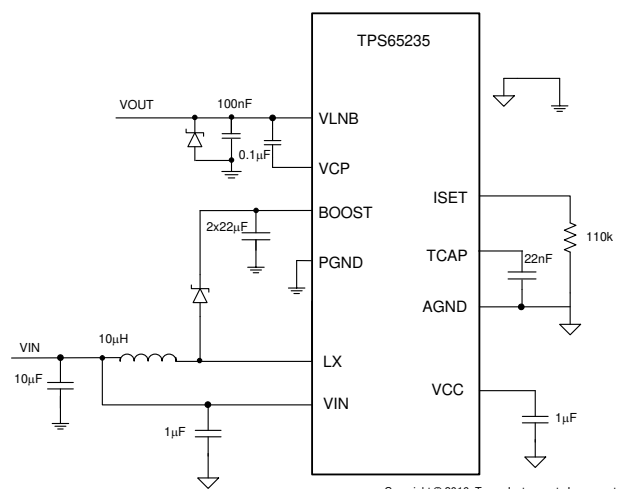 TPS65235
VOUT
100nF
VLNB
0.1µF
VCP
BOOST
2x22µF
PGND
ISET
110k
TCAP
22nF
AGND
VIN
10µH
10µF
LX
VIN
1µF
VCC
1µF